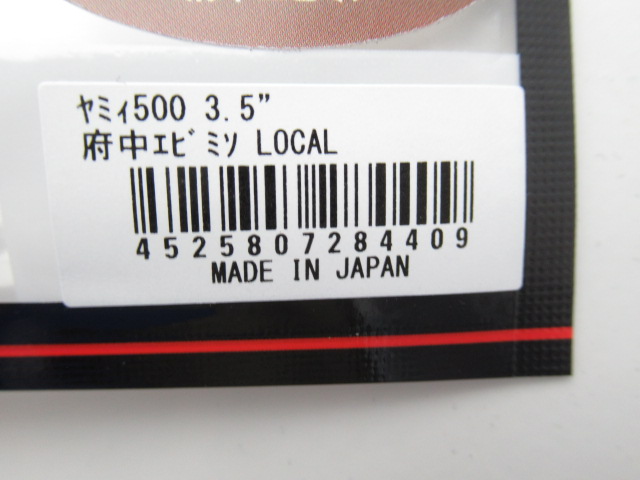 ﾔﾐｨ500 3.5"
府中ｴﾋﾞﾐｿ LOCAL
4525807284409
MADE IN JAPAN